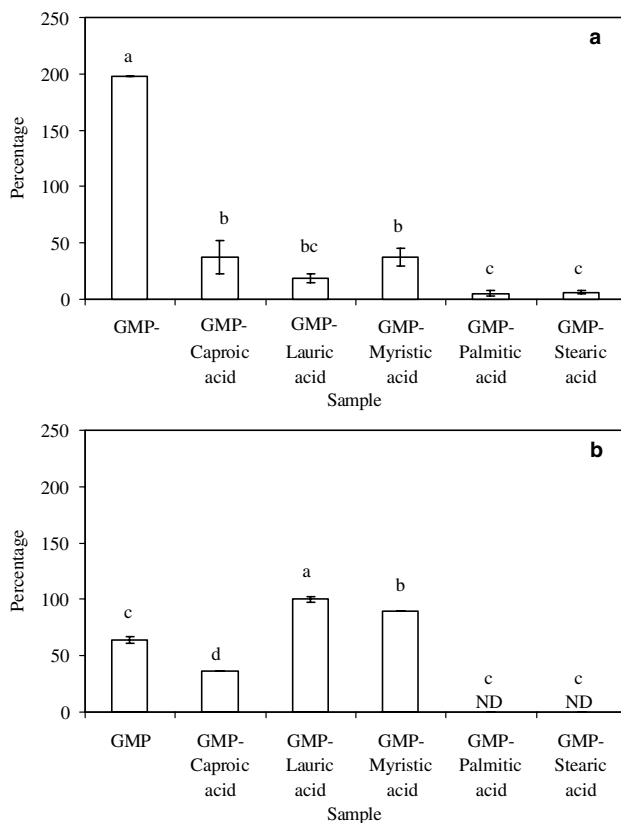 250
a
a
200
150
Percentage
100
b
b
50
bc
c
c
0
GMP- GMP- GMP- GMP- GMP- GMP-
Caproic Lauric Myristic Palmitic Stearic
acid acid acid acid acid
Sample
250
b
200
150
Percentage
a
100
b
c
50
d
c
c
ND
ND
0
GMP GMP- GMP- GMP- GMP- GMP-
Caproic Lauric Myristic Palmitic Stearic
acid acid acid acid acid
Sample